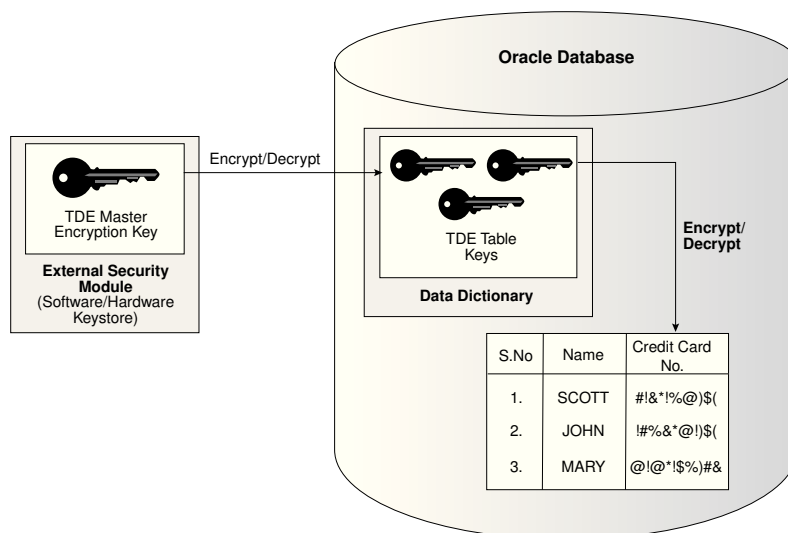 Oracle Database
Encrypt/Decrypt
TDE Master
Encryption Key
External Security
Module
(Software/Hardware
Keystore)
TDE Table
Keys
Data Dictionary
Encrypt/
Decrypt
S.No Name Credit Card
No.
1. SCOTT #!&*!%@)$(
2. JOHN !#%&*@!)$(
3. MARY @!@*!$%)#&